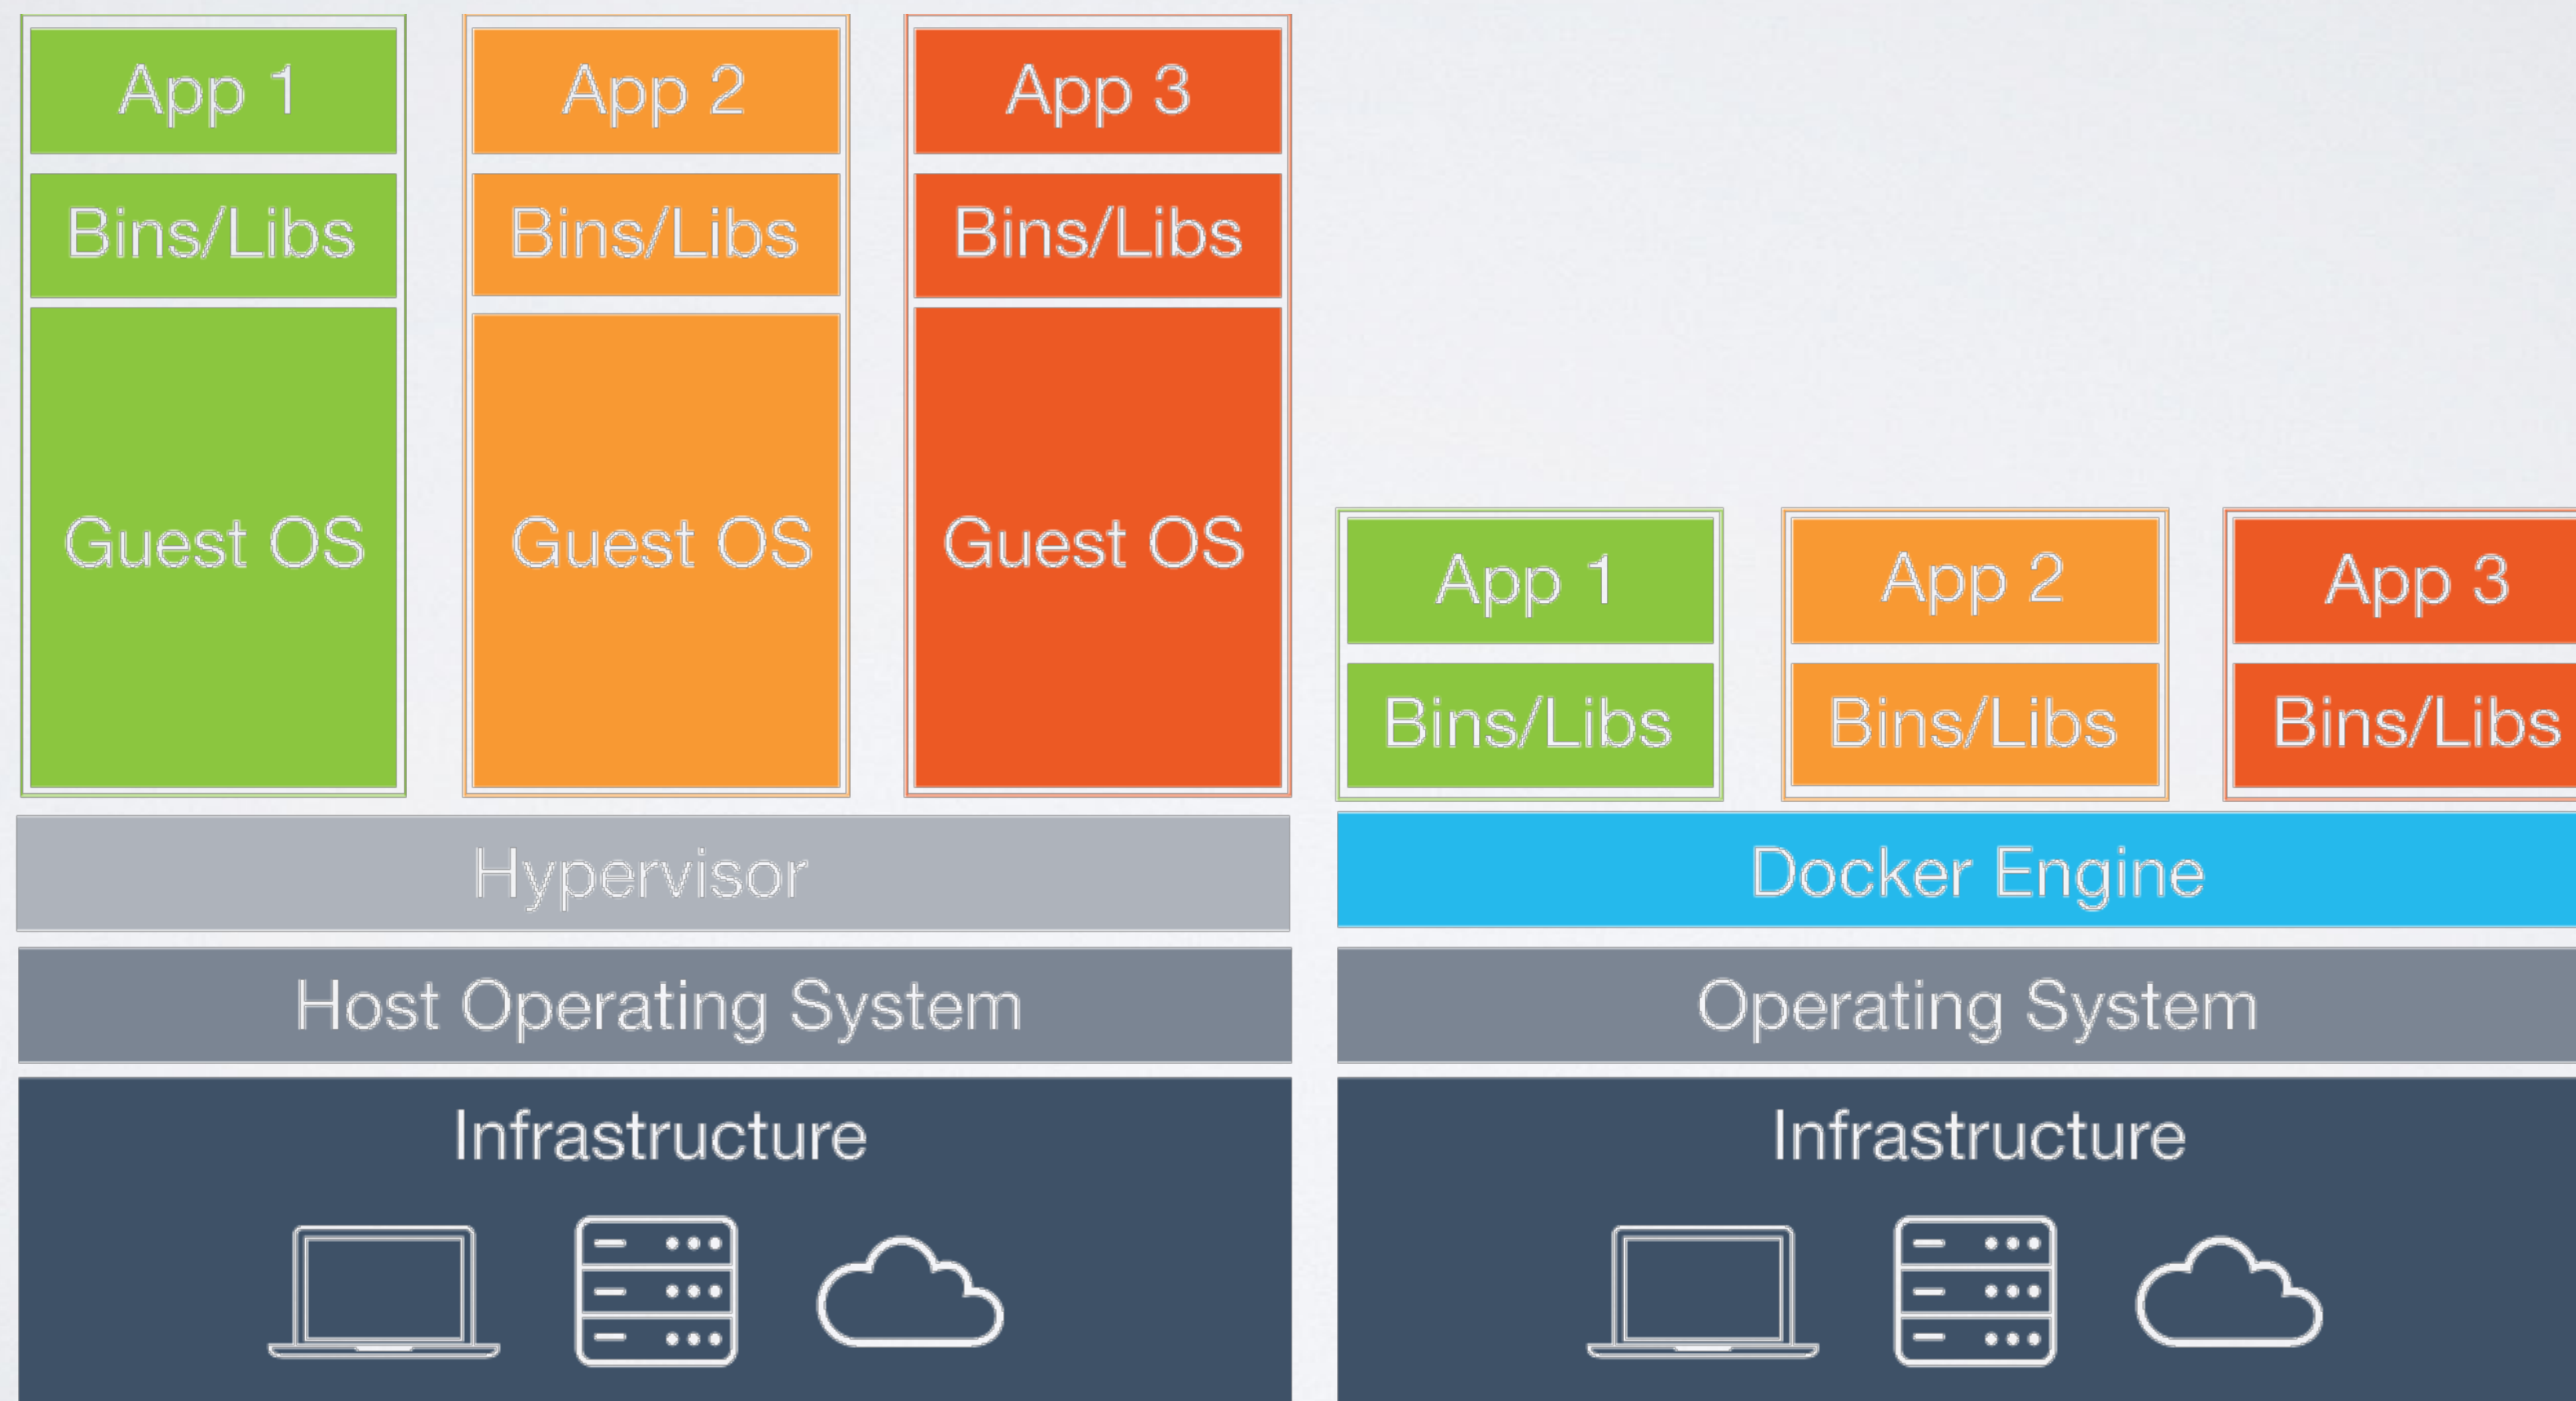 App 1
Bins/Libs
Guest OS
App 2
Bins/Libs
Guest OS
App 3
Bins/Libs
Guest OS
Hypervisor
Host Operating System
Infrastructure
App 1
Bins/Libs
App 2
Bins/Libs
App 3
Bins/Libs
Docker Engine
Operating System
Infrastructure